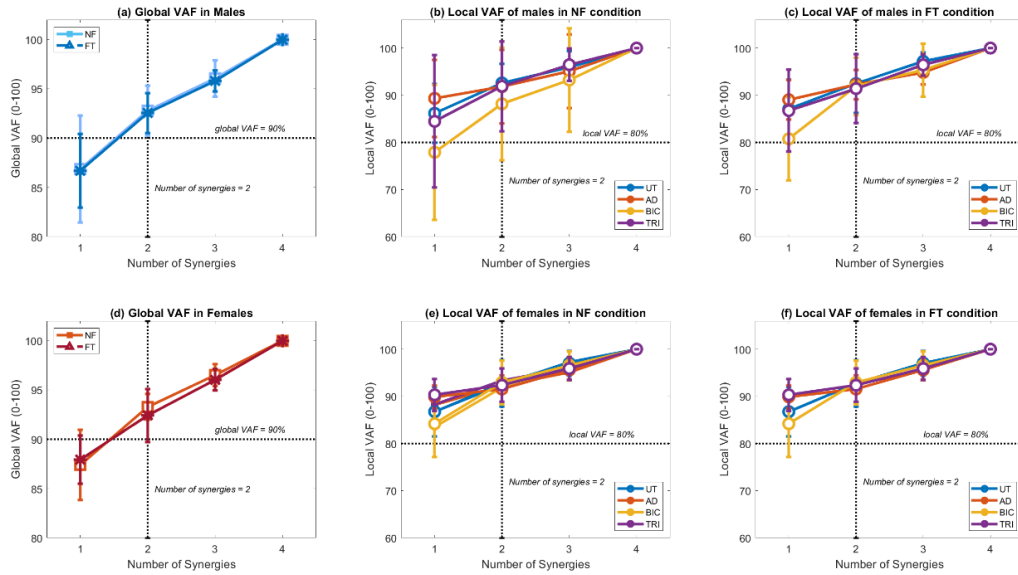 (a) Global VAF in Males
100
95
90
85
80
Global VAF (0-100)
NF
FT
global VAF = 90%
Number of synergies = 2
1 2 3 4
Number of Synergies
(b) Local VAF of males in NF condition
100
90
80
70
60
Local VAF (0-100)
local VAF = 80%
Number of synergies = 2
UT
AD
BIC
TRI
1 2 3 4
Number of Synergies
(c) Local VAF of males in FT condition
100
90
80
70
60
Local VAF (0-100)
local VAF = 80%
Number of synergies = 2
UT
AD
BIC
TRI
1 2 3 4
Number of Synergies
(d) Global VAF in Females
100
95
90
85
80
Global VAF (0-100)
NF
FT
global VAF = 90%
Number of synergies = 2
1 2 3 4
Number of Synergies
(e) Local VAF of females in NF condition
100
90
80
70
60
Local VAF (0-100)
local VAF = 80%
Number of synergies = 2
UT
AD
BIC
TRI
1 2 3 4
Number of Synergies
(f) Local VAF of females in FT condition
100
90
80
70
60
Local VAF (0-100)
local VAF = 80%
Number of synergies = 2
UT
AD
BIC
TRI
1 2 3 4
Number of Synergies